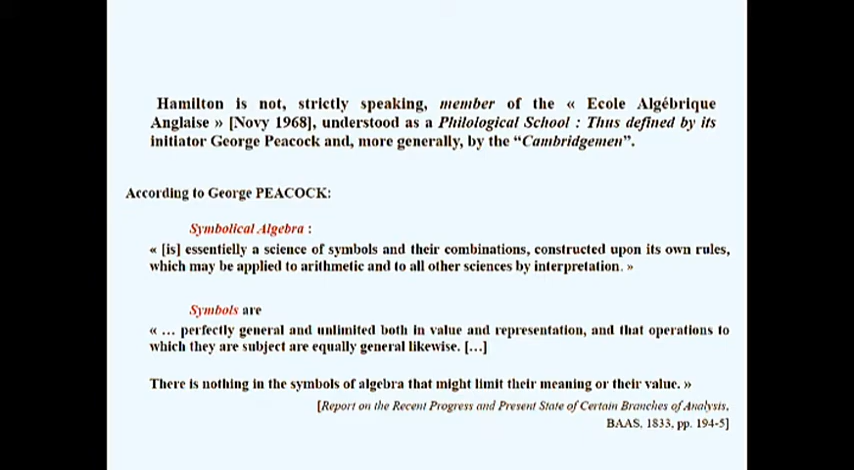 Hamilton is not, strictly speaking, member of the « Ecole Algébrique
Anglaise » [Novy 1968], understood as a Philological School : Thus defined by its
initiator George Peacock and, more generally, by the “Cambridgemen”.
According to George PEACOCK:
Symbolical Algebra :
« [is] essentielly a science of symbols and their combinations, constructed upon its own rules,
which may be applied to arithmetic and to all other sciences by interpretation. »
Symbols are
« … perfectly general and unlimited both in value and representation, and that operations to
which they are subject are equally general likewise. […]
There is nothing in the symbols of algebra that might limit their meaning or their value. »
[Report on the Recent Progress and Present State of Certain Branches of Analysis,
BAAS, 1833, pp. 194-5]